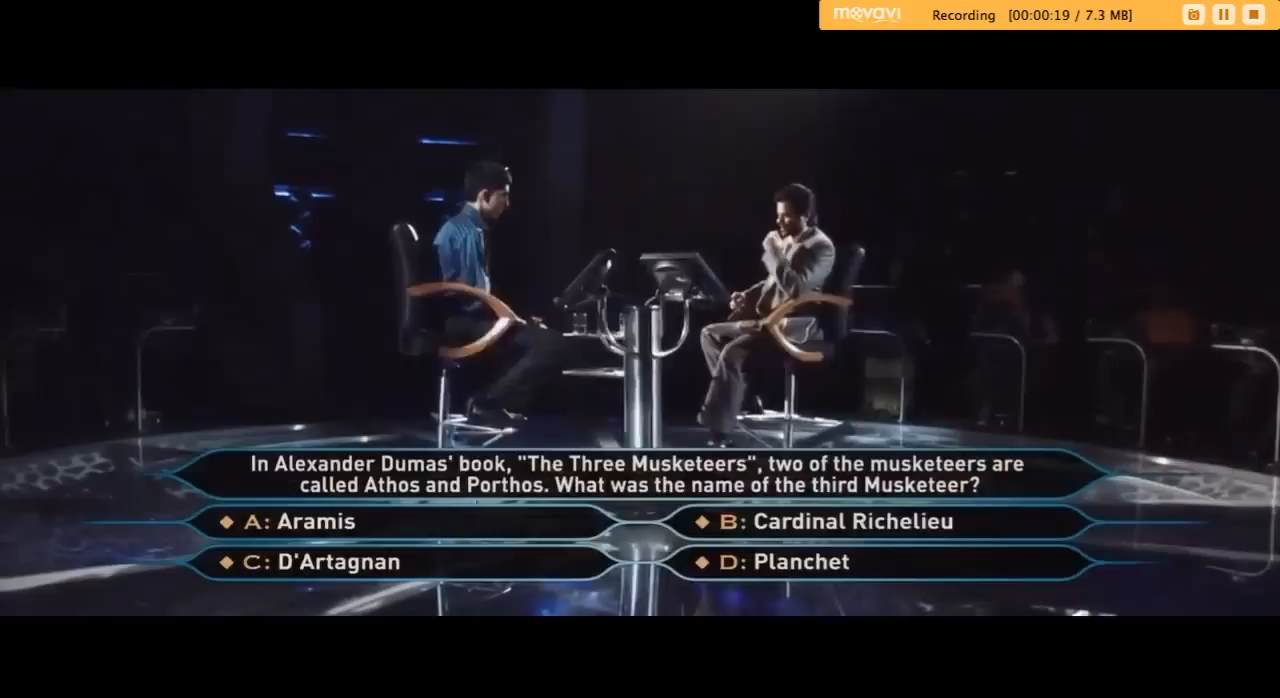 movavi Recording [00:00:19 / 7.3 MB]
In Alexander Dumas' book, "The Three Musketeers", two of the musketeers are
called Athos and Porthos. What was the name of the third Musketeer?
A: Aramis B: Cardinal Richelieu
C: D'Artagnan D: Planchet